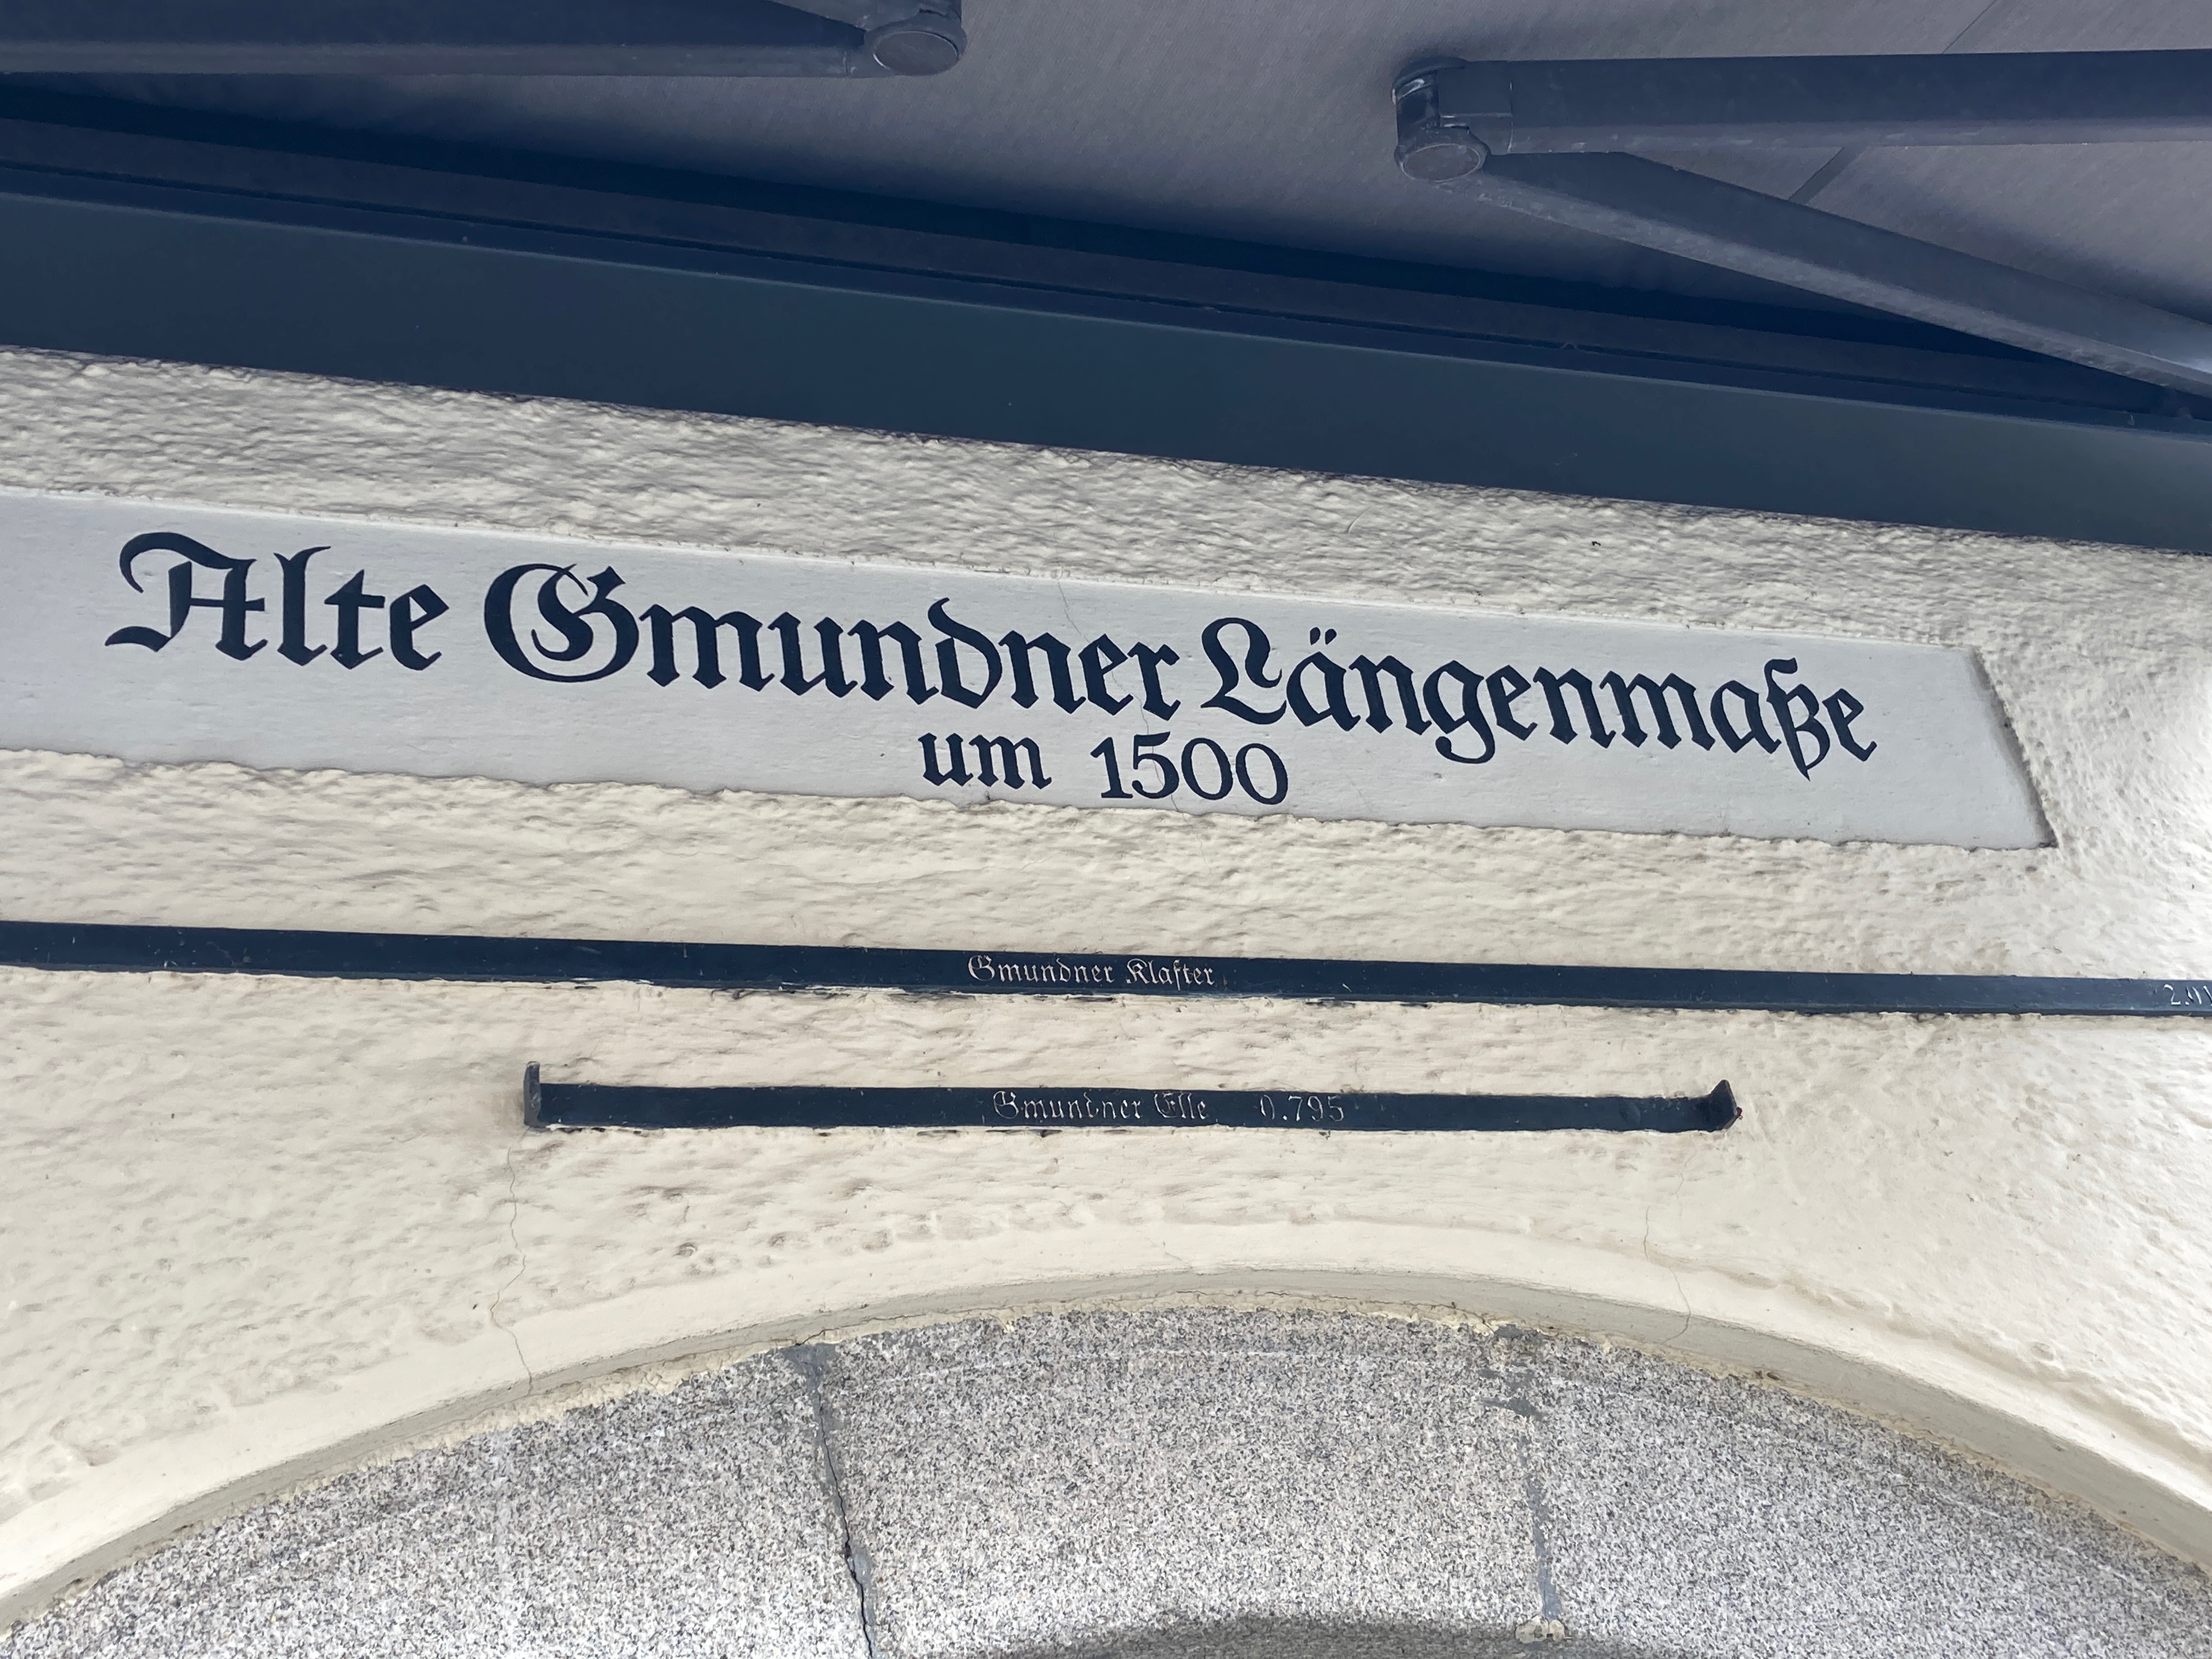 Alte Gmundner Längenmaße
um 1500
Gmundner Klafter
Gmundner Elle 0.795